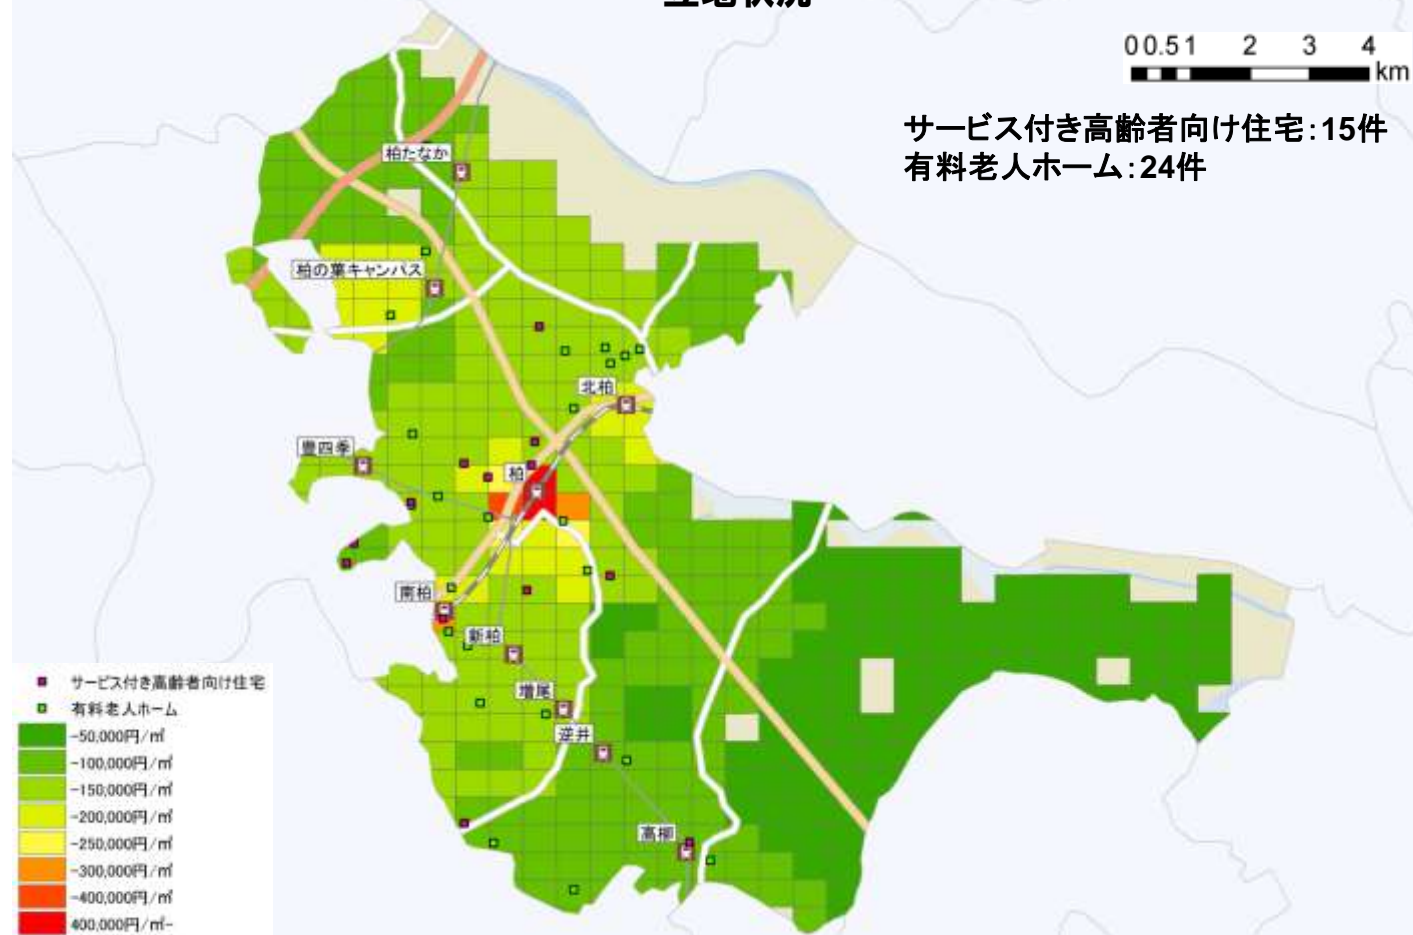 0 0.5 1 2 3 4
km
サービス付き高齢者向け住宅:15件
有料老人ホーム:24件
柏たなか
柏の葉キャンパス
北柏
豊四季
柏
南柏
新柏
増尾
逆井
高柳
サービス付き高齢者向け住宅
有料老人ホーム
-50,000円/㎡
-100,000円/㎡
-150,000円/㎡
-200,000円/㎡
-250,000円/㎡
-300,000円/㎡
-400,000円/㎡
400,000円/㎡-